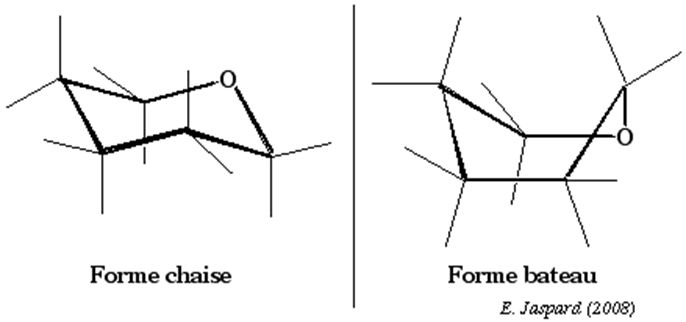 O
O
Forme chaise
Forme bateau
E. Jaspard (2008)